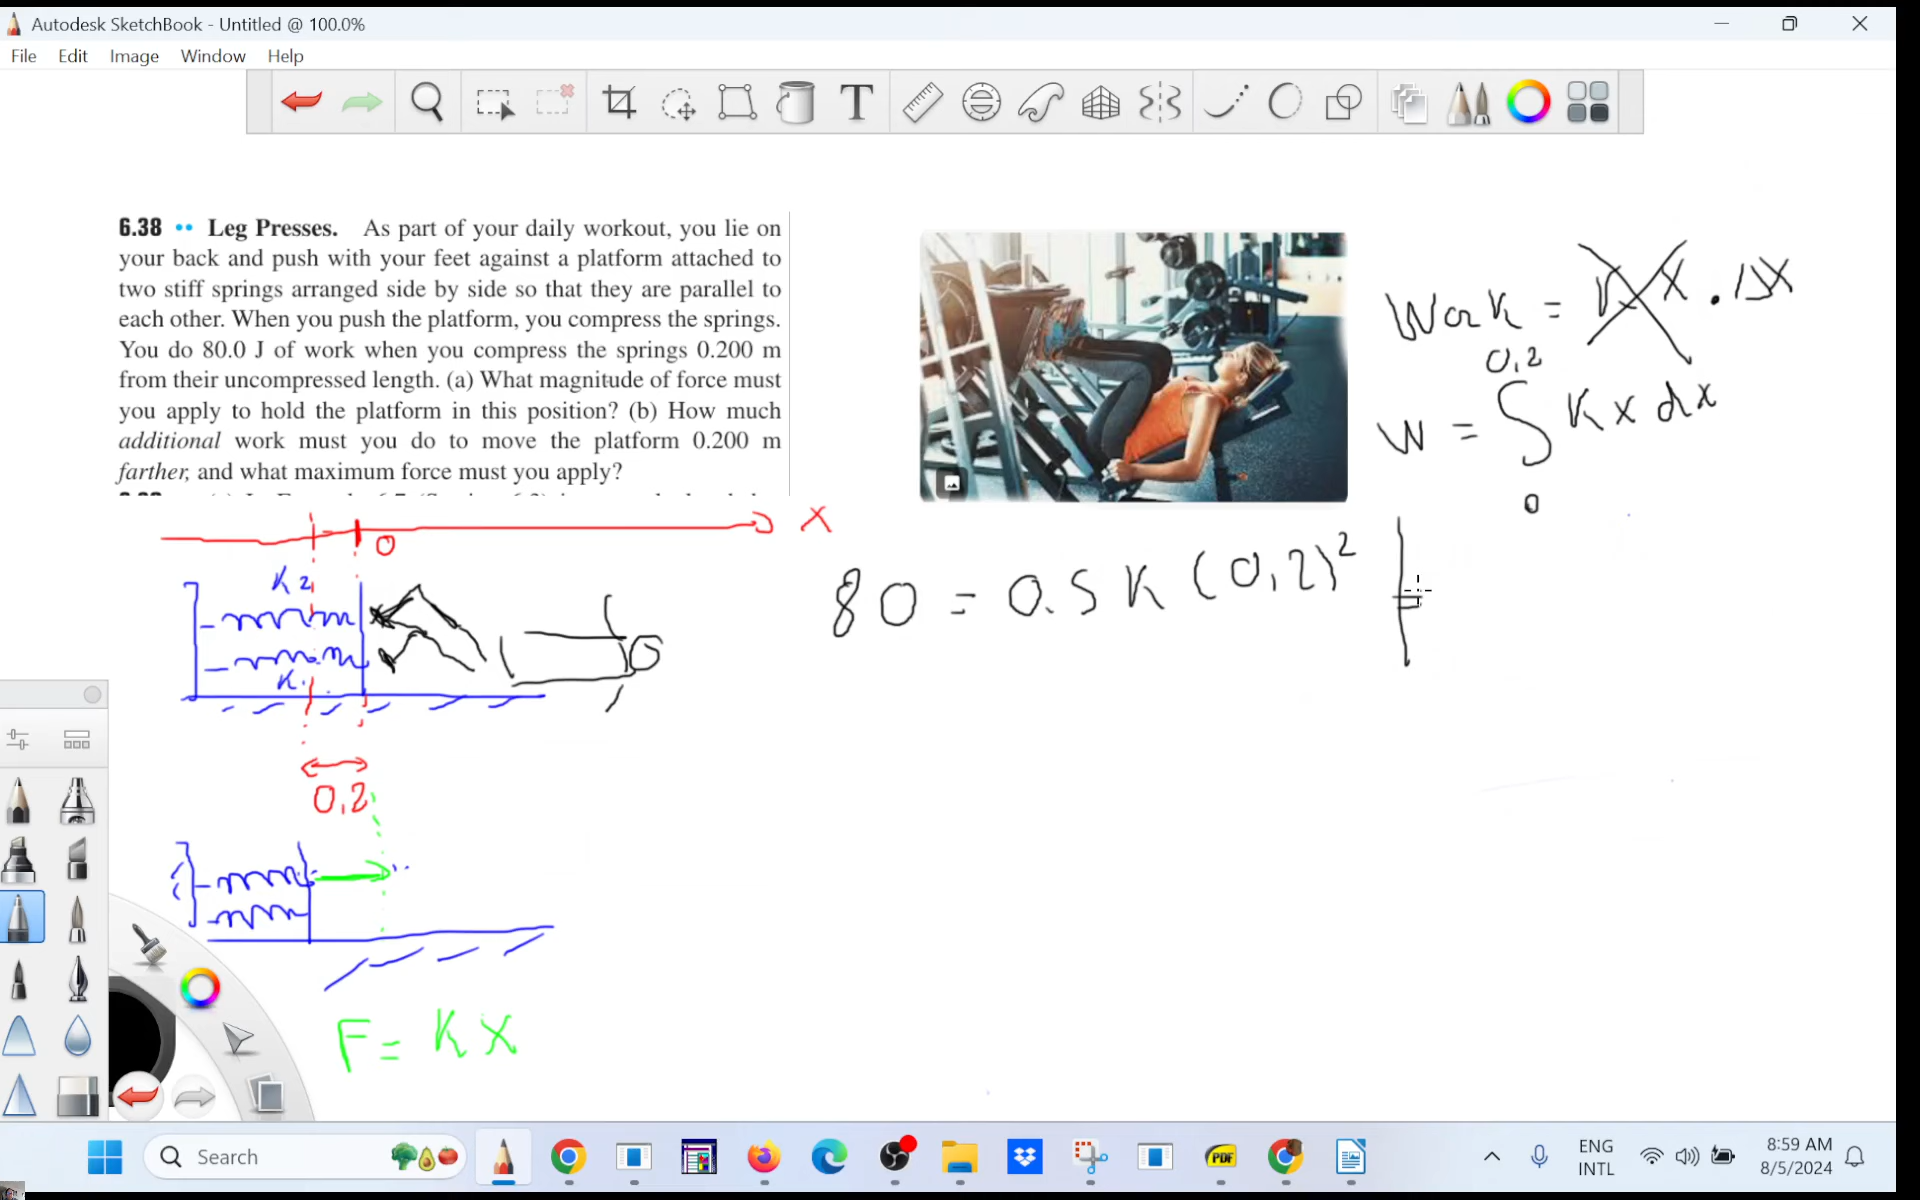 Autodesk SketchBook - Untitled @ 100.0%
File Edit Image Window Help
T
6.38 •• Leg Presses. As part of your daily workout, you lie on
your back and push with your feet against a platform attached to
two stiff springs arranged side by side so that they are parallel to
each other. When you push the platform, you compress the springs.
You do 80.0 J of work when you compress the springs 0.200 m
from their uncompressed length. (a) What magnitude of force must
you apply to hold the platform in this position? (b) How much
additional work must you do to move the platform 0.200 m
farther, and what maximum force must you apply?
Work = KX . ΔX
0,2
W = ∫ Kx dx
0
X
0
80 = 0.5 K (0,2)²
K2
K1
0,2
F = KX
PDF
Search
ENG
INTL
8:59 AM
8/5/2024